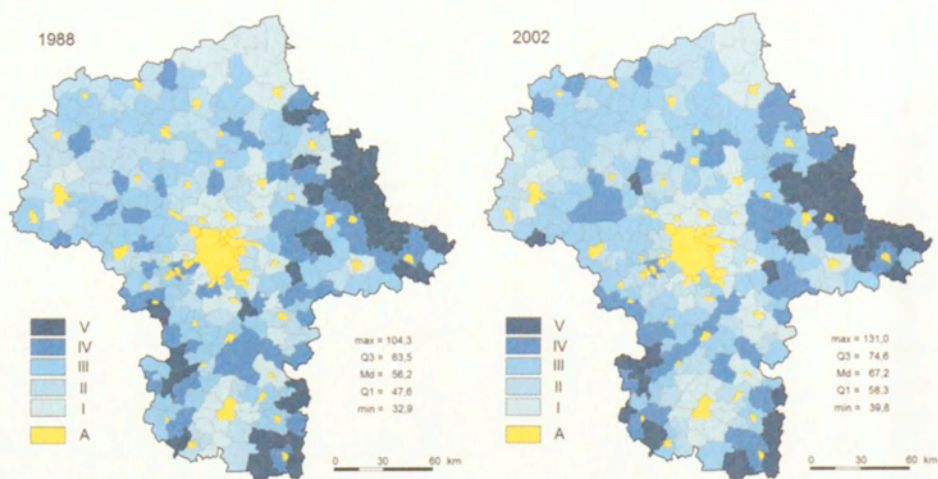 1988
V
IV
III
II
I
A
max = 104,3
Q3 = 63,5
Md = 56,2
Q1 = 47,6
min = 32,9
0 30 60 km
2002
V
IV
III
II
I
A
max = 131,0
Q3 = 74,6
Md = 67,2
Q1 = 58,3
min = 39,8
0 30 60 km